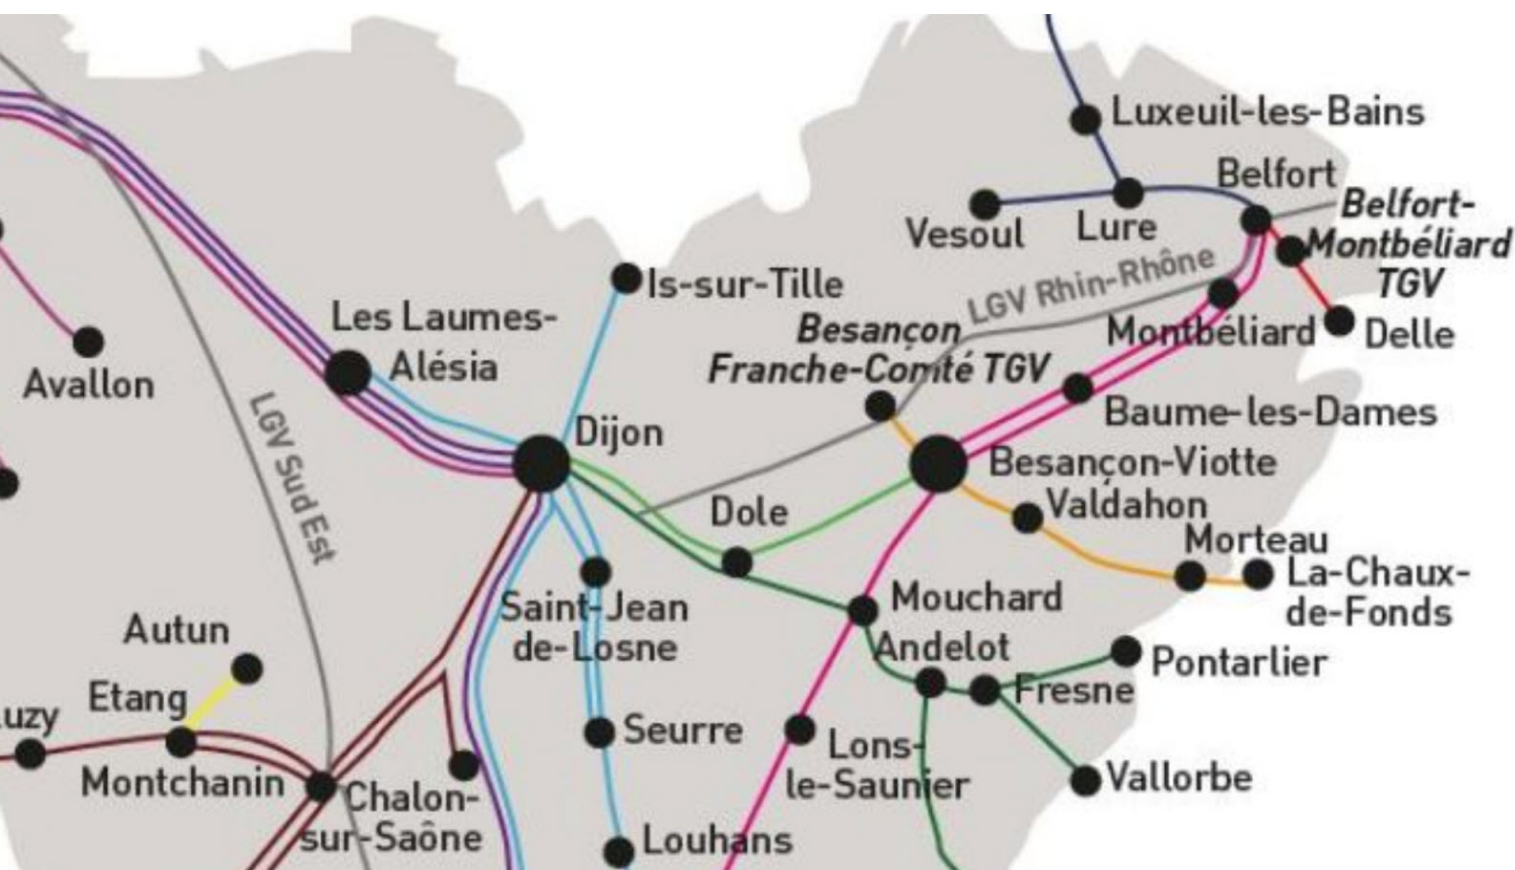 Luxeuil-les-Bains
Belfort
Belfort-
Montbéliard
TGV
Vesoul
Lure
LGV Rhin-Rhône
Is-sur-Tille
Les Laumes-
Alésia
Besançon
Franche-Comté TGV
Montbéliard
Delle
Avallon
LGV Sud Est
Dijon
Baume-les-Dames
Besançon-Viotte
Dole
Valdahon
Morteau
La-Chaux-
de-Fonds
Saint-Jean
de-Losne
Mouchard
Autun
Andelot
Pontarlier
Etang
Fresne
uzy
Seurre
Lons-
le-Saunier
Montchanin
Chalon-
sur-Saône
Vallorbe
Louhans